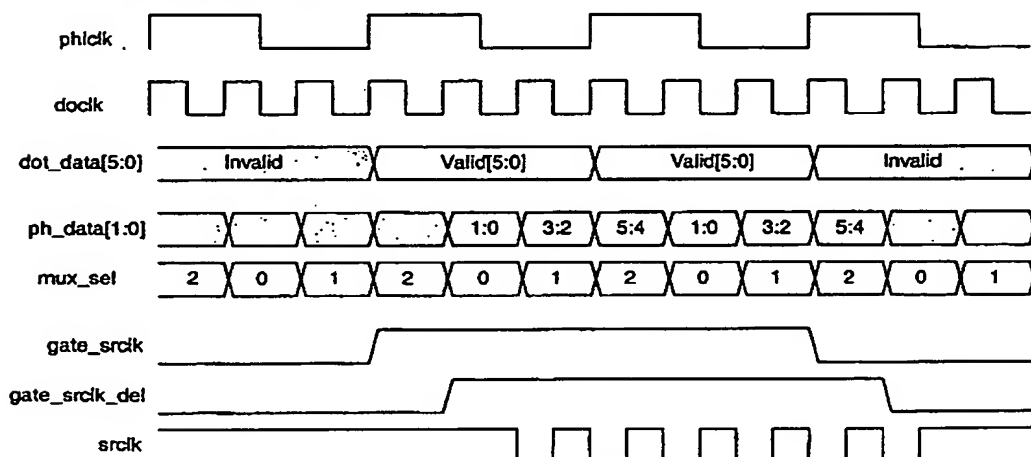 phiclk
doclk
dot_data[5:0] Invalid Valid[5:0] Valid[5:0] Invalid
ph_data[1:0] 1:0 3:2 5:4 1:0 3:2 5:4
mux_sel 2 0 1 2 0 1 2 0 1 2 0 1
gate_srclk
gate_srclk_del
srclk